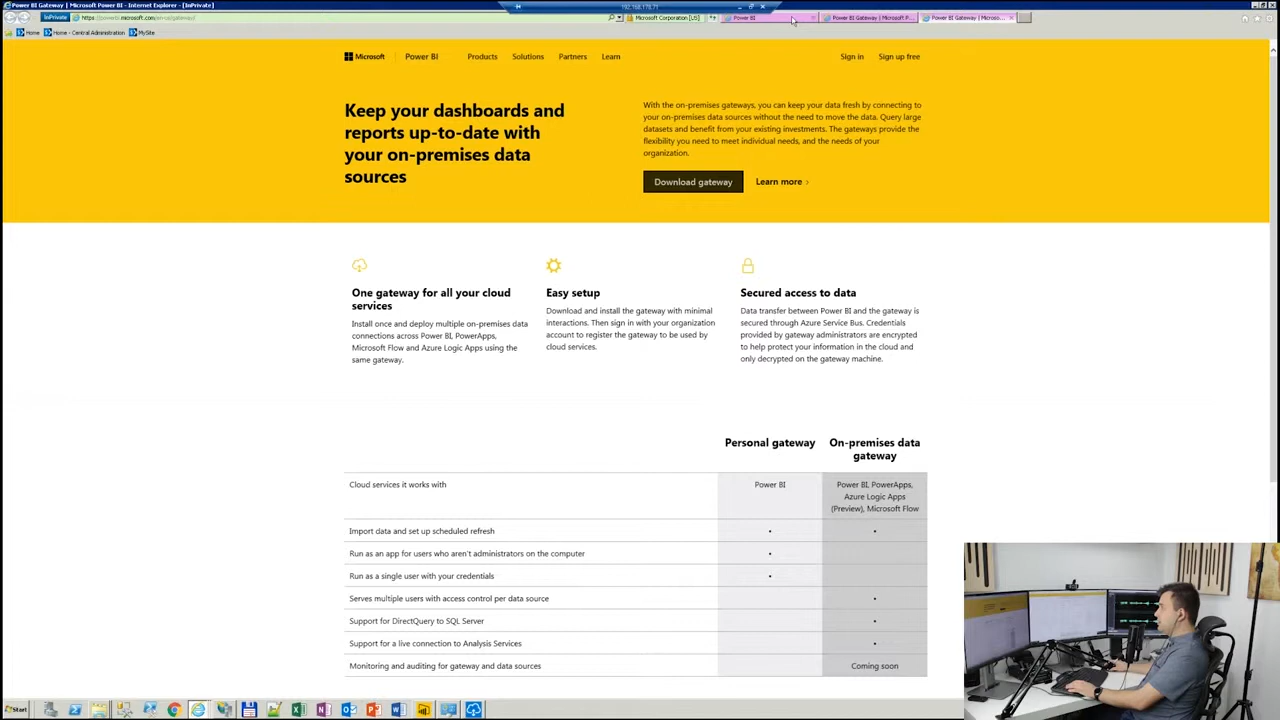 Power BI Gateway | Microsoft Power BI - Internet Explorer - [InPrivate]
192.168.178.71
InPrivate
Microsoft Corporation [US]
Power BI
Power BI Gateway | Microsoft P...
Power BI Gateway | Microso...
Home
Home - Central Administration
MySite
Microsoft
Power BI
Products
Solutions
Partners
Learn
Sign in
Sign up free
Keep your dashboards and
reports up-to-date with
your on-premises data
sources
With the on-premises gateways, you can keep your data fresh by connecting to
your on-premises data sources without the need to move the data. Query large
datasets and benefit from your existing investments. The gateways provide the
flexibility you need to meet individual needs, and the needs of your
organization.
Download gateway
Learn more >
One gateway for all your cloud
services
Install once and deploy multiple on-premises data
connections across Power BI, PowerApps,
Microsoft Flow and Azure Logic Apps using the
same gateway.
Easy setup
Download and install the gateway with minimal
interactions. Then sign in with your organization
account to register the gateway to be used by
cloud services.
Secured access to data
Data transfer between Power BI and the gateway is
secured through Azure Service Bus. Credentials
provided by gateway administrators are encrypted
to help protect your information in the cloud and
only decrypted on the gateway machine.
Personal gateway
On-premises data
gateway
Cloud services it works with
Power BI
Power BI, PowerApps,
Azure Logic Apps
(Preview), Microsoft Flow
Import data and set up scheduled refresh
Run as an app for users who aren't administrators on the computer
Run as a single user with your credentials
Serves multiple users with access control per data source
Support for DirectQuery to SQL Server
Support for a live connection to Analysis Services
Monitoring and auditing for gateway and data sources
Coming soon
Start